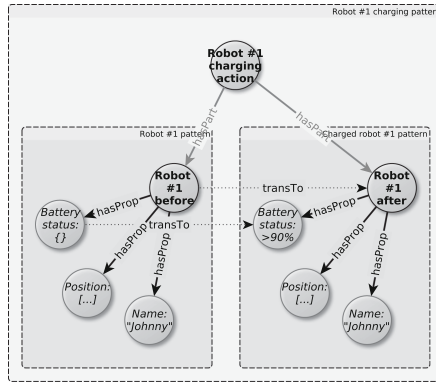 Robot #1 charging patter
Robot #1
charging
action
hasPart
hasPart
Robot #1 pattern
Charged robot #1 pattern
Robot
#1
before
transTo
Robot
#1
after
Battery
status:
{}
hasProp
transTo
Battery
status:
>90%
hasProp
hasProp
hasProp
hasProp
hasProp
Position:
[...]
Name:
"Johnny"
Position:
[...]
Name:
"Johnny"